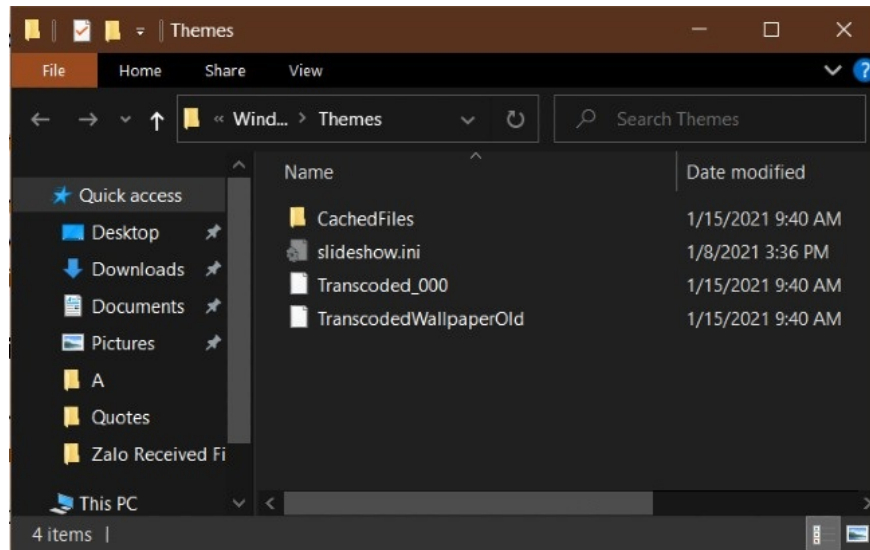 Themes
File Home Share View
« Wind... > Themes
Search Themes
Name Date modified
Quick access
Desktop
Downloads
Documents
Pictures
A
Quotes
Zalo Received Fi
This PC
CachedFiles 1/15/2021 9:40 AM
slideshow.ini 1/8/2021 3:36 PM
Transcoded_000 1/15/2021 9:40 AM
TranscodedWallpaperOld 1/15/2021 9:40 AM
4 items